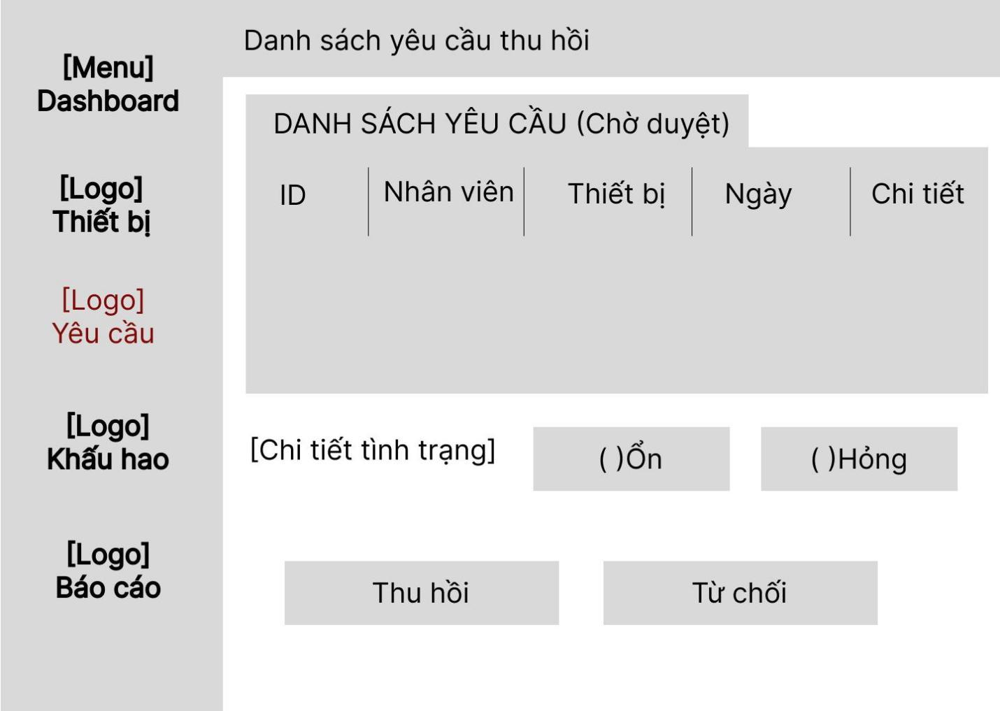 [Menu]
Dashboard
[Logo]
Thiết bị
[Logo]
Yêu cầu
[Logo]
Khấu hao
[Logo]
Báo cáo
Danh sách yêu cầu thu hồi
DANH SÁCH YÊU CẦU (Chờ duyệt)
ID Nhân viên Thiết bị Ngày Chi tiết
[Chi tiết tình trạng] ( )Ổn ( )Hỏng
Thu hồi Từ chối